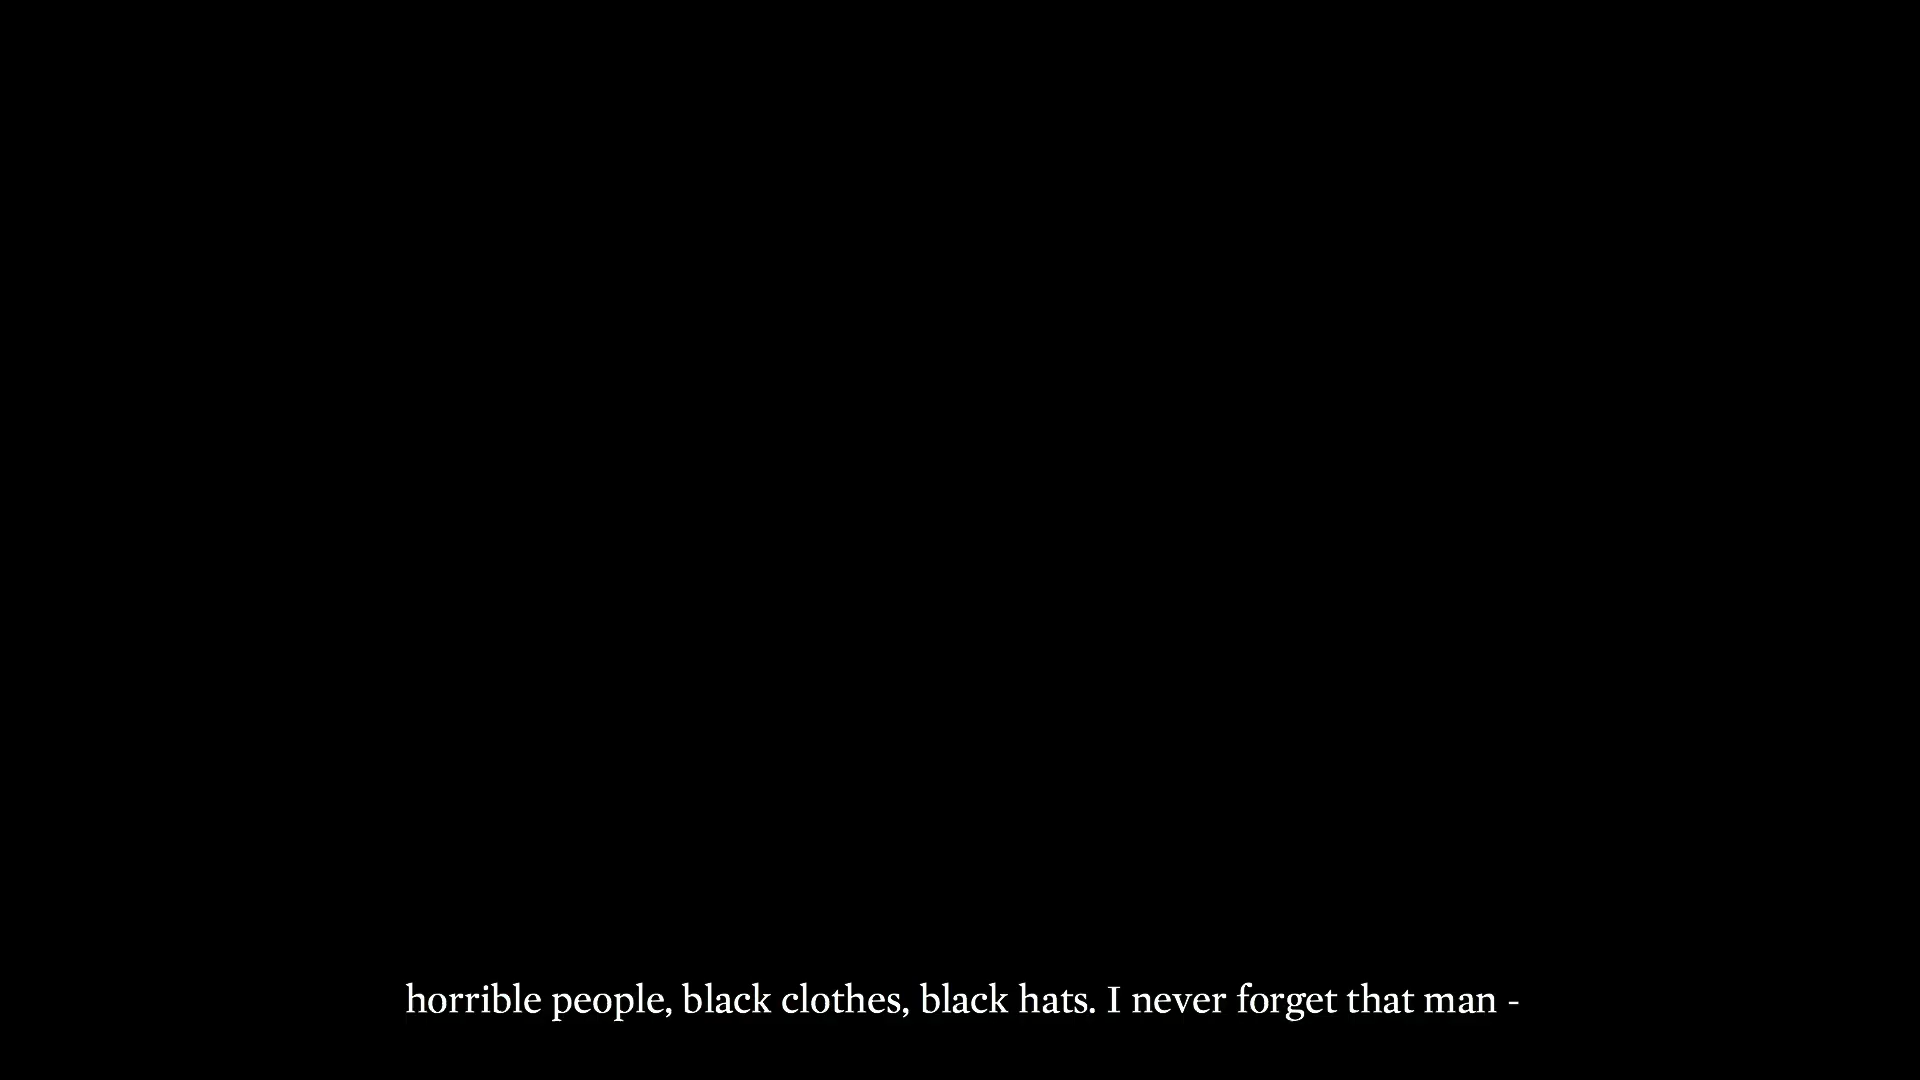 horrible people, black clothes, black hats. I never forget that man -